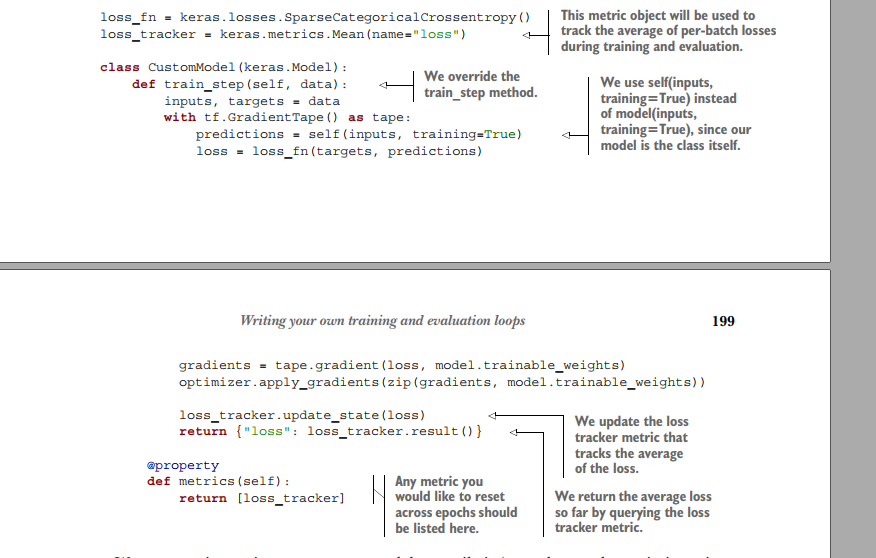 loss_fn = keras.losses.SparseCategoricalCrossentropy()
loss_tracker = keras.metrics.Mean(name="loss")
This metric object will be used to
track the average of per-batch losses
during training and evaluation.
class CustomModel(keras.Model):
def train_step(self, data):
We override the
train_step method.
inputs, targets = data
with tf.GradientTape() as tape:
predictions = self(inputs, training=True)
loss = loss_fn(targets, predictions)
We use self(inputs,
training=True) instead
of model(inputs,
training=True), since our
model is the class itself.
Writing your own training and evaluation loops
199
gradients = tape.gradient(loss, model.trainable_weights)
optimizer.apply_gradients(zip(gradients, model.trainable_weights))
loss_tracker.update_state(loss)
return {"loss": loss_tracker.result()}
We update the loss
tracker metric that
tracks the average
of the loss.
@property
def metrics(self):
return [loss_tracker]
Any metric you
would like to reset
across epochs should
be listed here.
We return the average loss
so far by querying the loss
tracker metric.